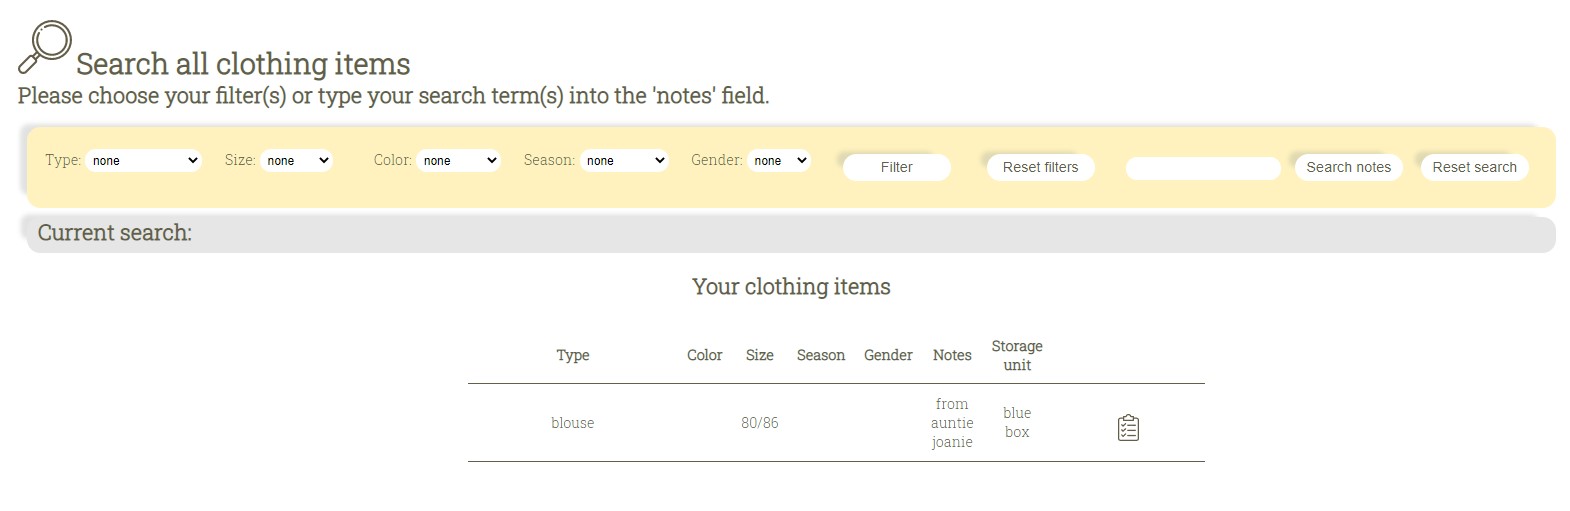 Search all clothing items
Please choose your filter(s) or type your search term(s) into the 'notes' field.
Type: none Size: none Color: none Season: none Gender: none Filter Reset filters Search notes Reset search
Current search:
Your clothing items
Type Color Size Season Gender Notes Storage unit
blouse 80/86 from auntie joanie blue box